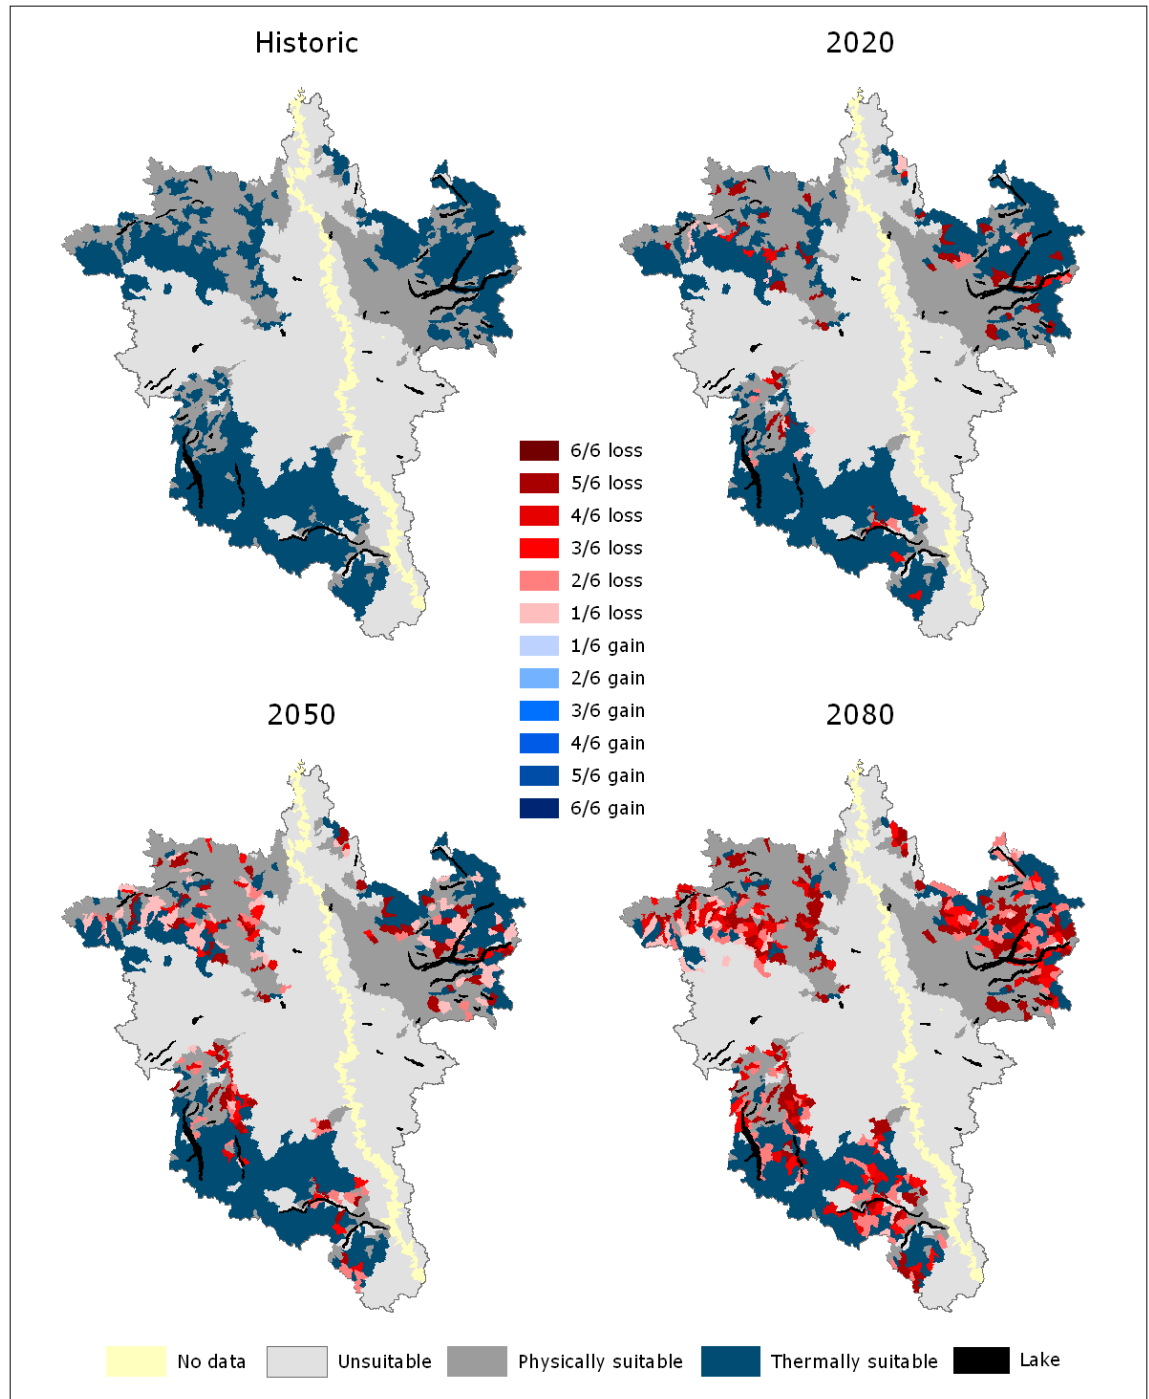 Historic
2020
6/6 loss
5/6 loss
4/6 loss
3/6 loss
2/6 loss
1/6 loss
1/6 gain
2/6 gain
3/6 gain
4/6 gain
5/6 gain
6/6 gain
2050
2080
No data
Unsuitable
Physically suitable
Thermally suitable
Lake